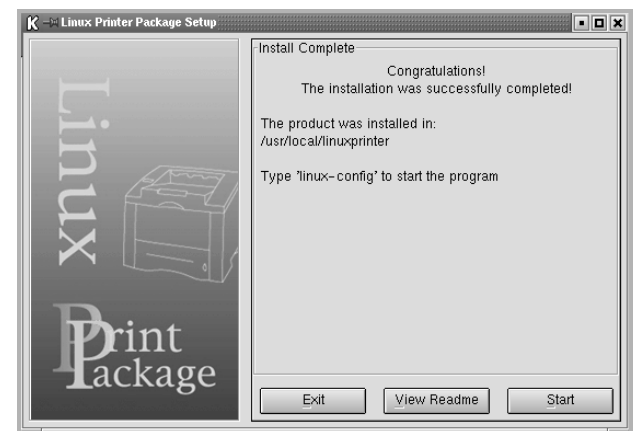 Linux Printer Package Setup
Linux
Print
Package
Install Complete
Congratulations!
The installation was successfully completed!
The product was installed in:
/usr/local/linuxprinter
Type 'linux-config' to start the program
Exit
View Readme
Start